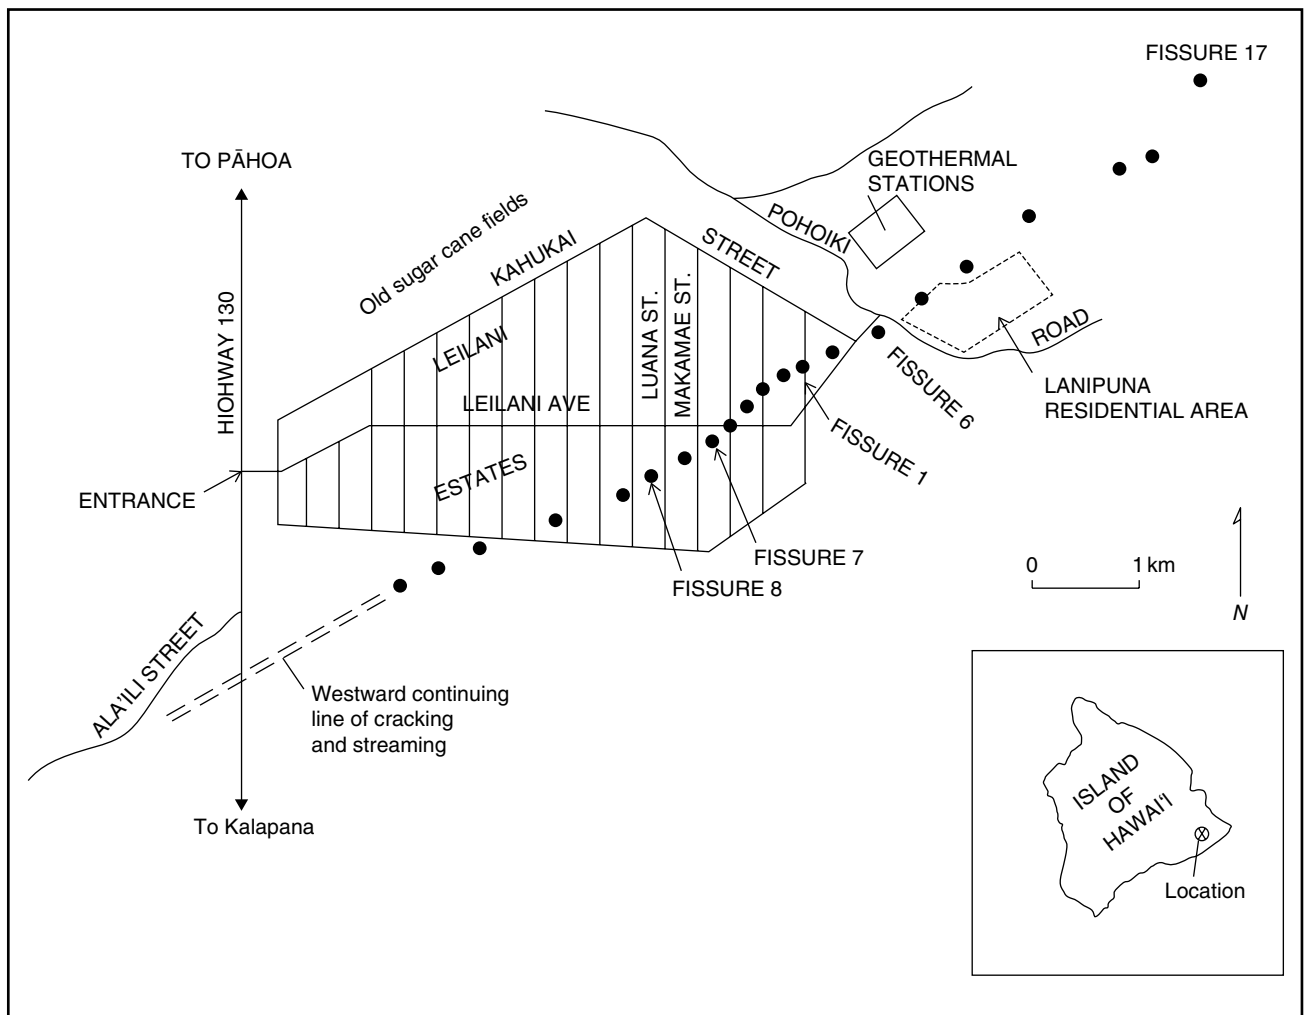 FISSURE 17
TO PĀHOA
GEOTHERMAL
STATIONS
Old sugar cane fields
KAHUKAI
STREET
POHOIKI
ROAD
HIOHWAY 130
LEILANI
LUANA ST.
MAKAMAE ST.
LEILANI AVE
ESTATES
FISSURE 6
LANIPUNA
RESIDENTIAL AREA
FISSURE 1
ENTRANCE
FISSURE 7
FISSURE 8
0 1 km
N
ALA'ILI STREET
Westward continuing
line of cracking
and streaming
To Kalapana
ISLAND
OF
HAWAI'I
Location